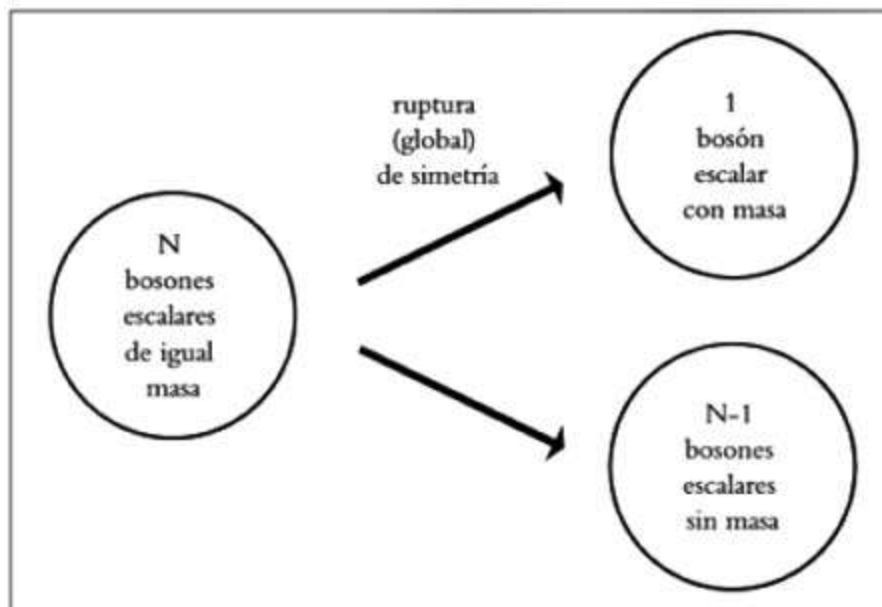 N
bosones
escalares
de igual
masa
ruptura
(global)
de simetría
1
bosón
escalar
con masa
N-1
bosones
escalares
sin masa